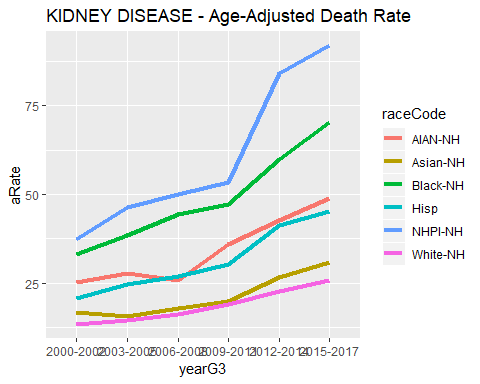 KIDNEY DISEASE - Age-Adjusted Death Rate
75
50
25
arRate
2000-2002 2003-2005 2006-2008 2009-2011 2012-2014 2015-2017
yearG3
raceCode
AIAN-NH
Asian-NH
Black-NH
Hisp
NHPI-NH
White-NH